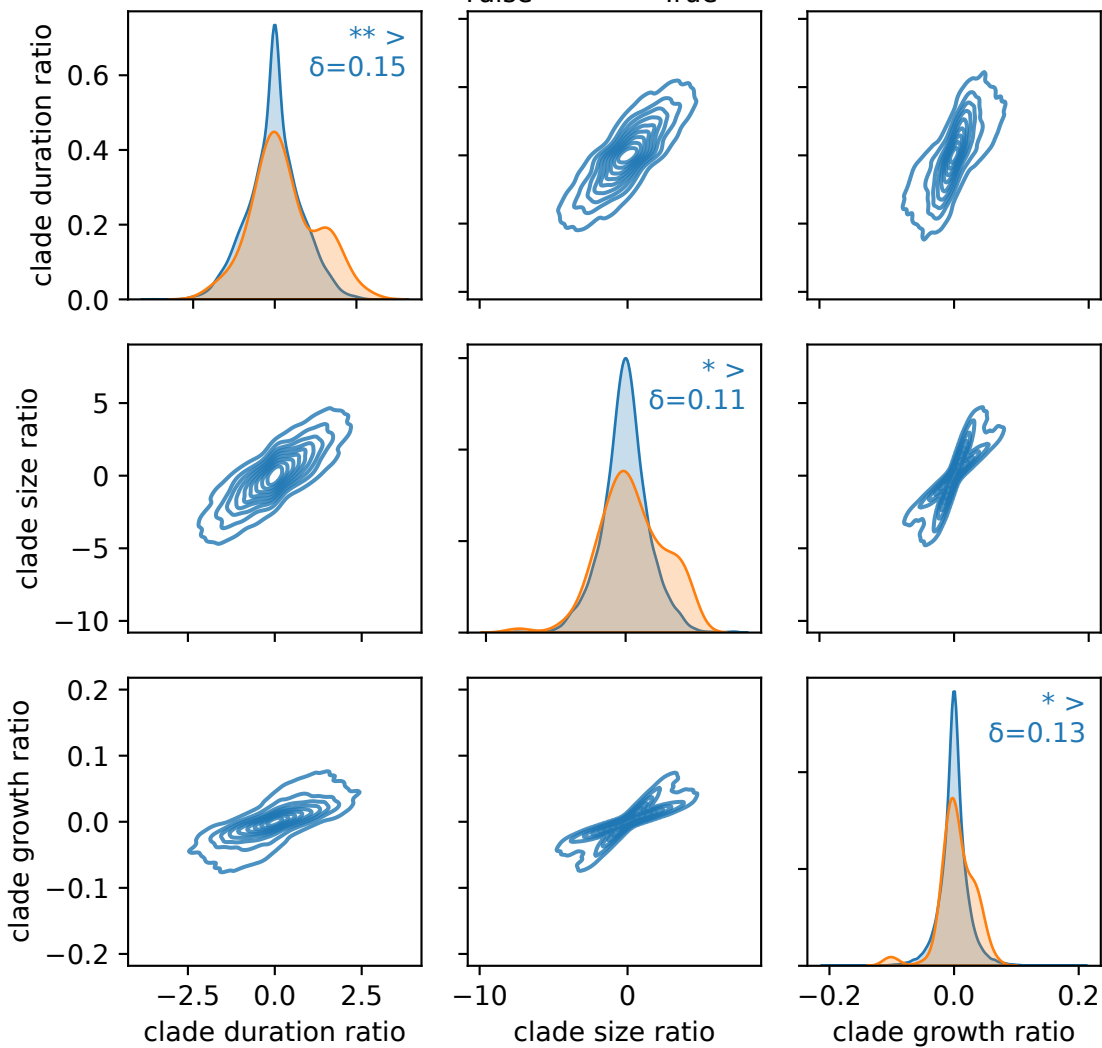 True
clade duration ratio
0.6
0.4
0.2
0.0
** >
δ=0.15
clade size ratio
5
0
−5
−10
* >
δ=0.11
clade growth ratio
0.2
0.1
0.0
−0.1
−0.2
* >
δ=0.13
−2.5 0.0 2.5
−10 0
−0.2 0.0 0.2
clade duration ratio
clade size ratio
clade growth ratio